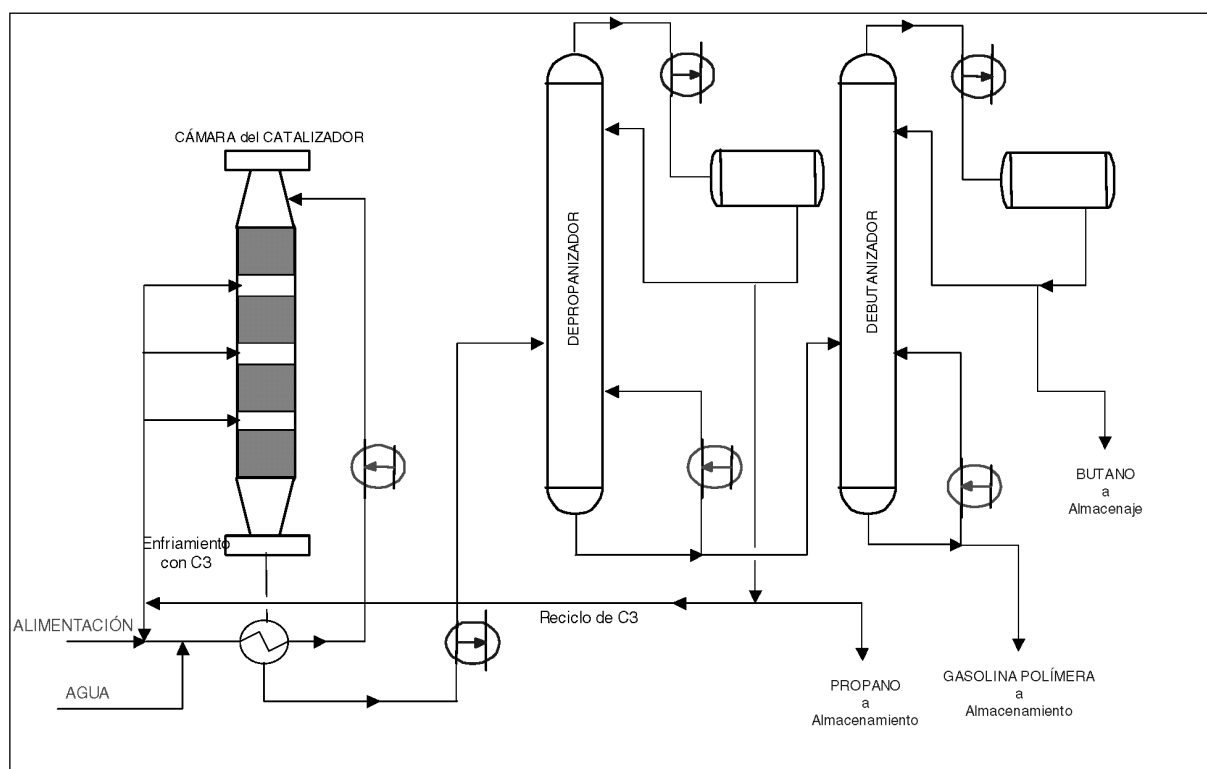 CÁMARA del CATALIZADOR
DEPROPANIZADOR
DEBUTANIZADOR
Enfriamiento
con C3
ALIMENTACIÓN
AGUA
Reciclo de C3
BUTANO
a
Almacenaje
PROPANO
a
Almacenamiento
GASOLINA POLÍMERA
a
Almacenamiento